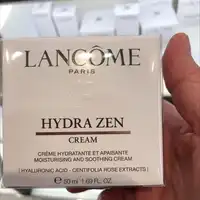 LANCÔME
PARIS
HYDRA ZEN
CREAM
CRÈME HYDRATANTE ET APAISANTE
MOISTURISING AND SOOTHING CREAM
[ HYALURONIC ACID - CENTIFOLIA ROSE EXTRACTS ]
e 50 ml 1.69 FL. OZ.